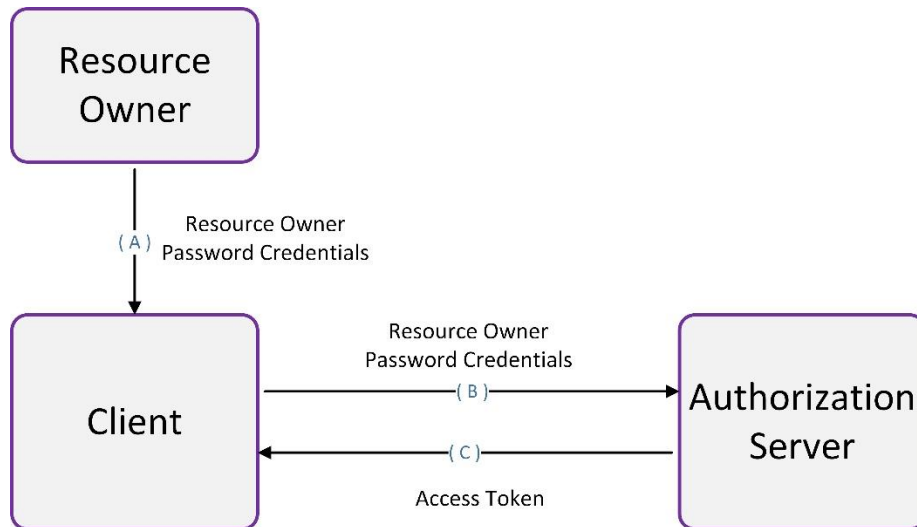 Resource
Owner
( A )
Resource Owner
Password Credentials
Resource Owner
Password Credentials
( B )
Client
Authorization
Server
( C )
Access Token